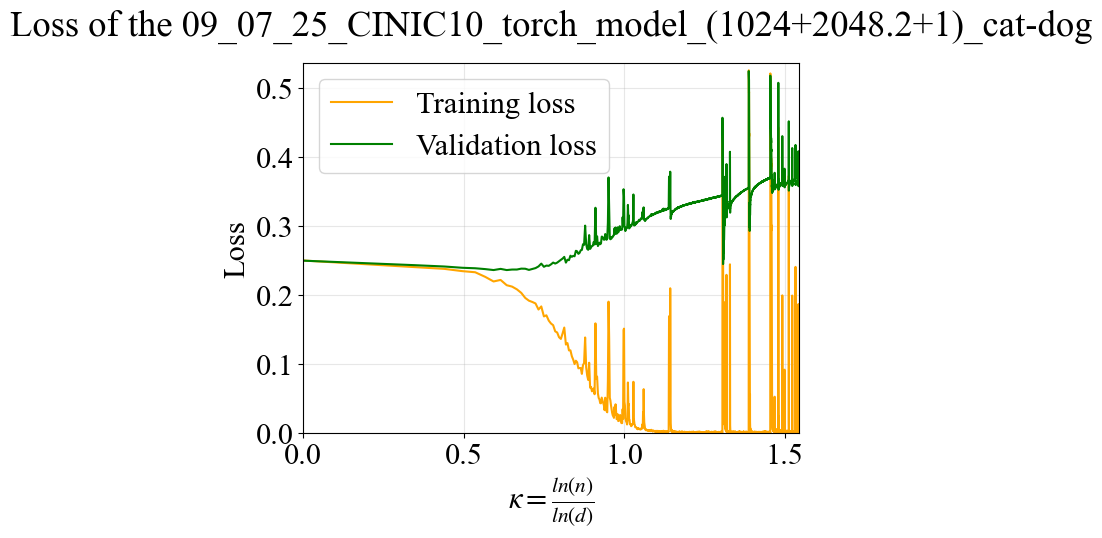 Loss of the 09_07_25_CINIC10_torch_model_(1024+2048.2+1)_cat-dog
Training loss
Validation loss
0.5
0.4
0.3
0.2
0.1
0.0
Loss
0.0 0.5 1.0 1.5
κ = ln(n)/ln(d)